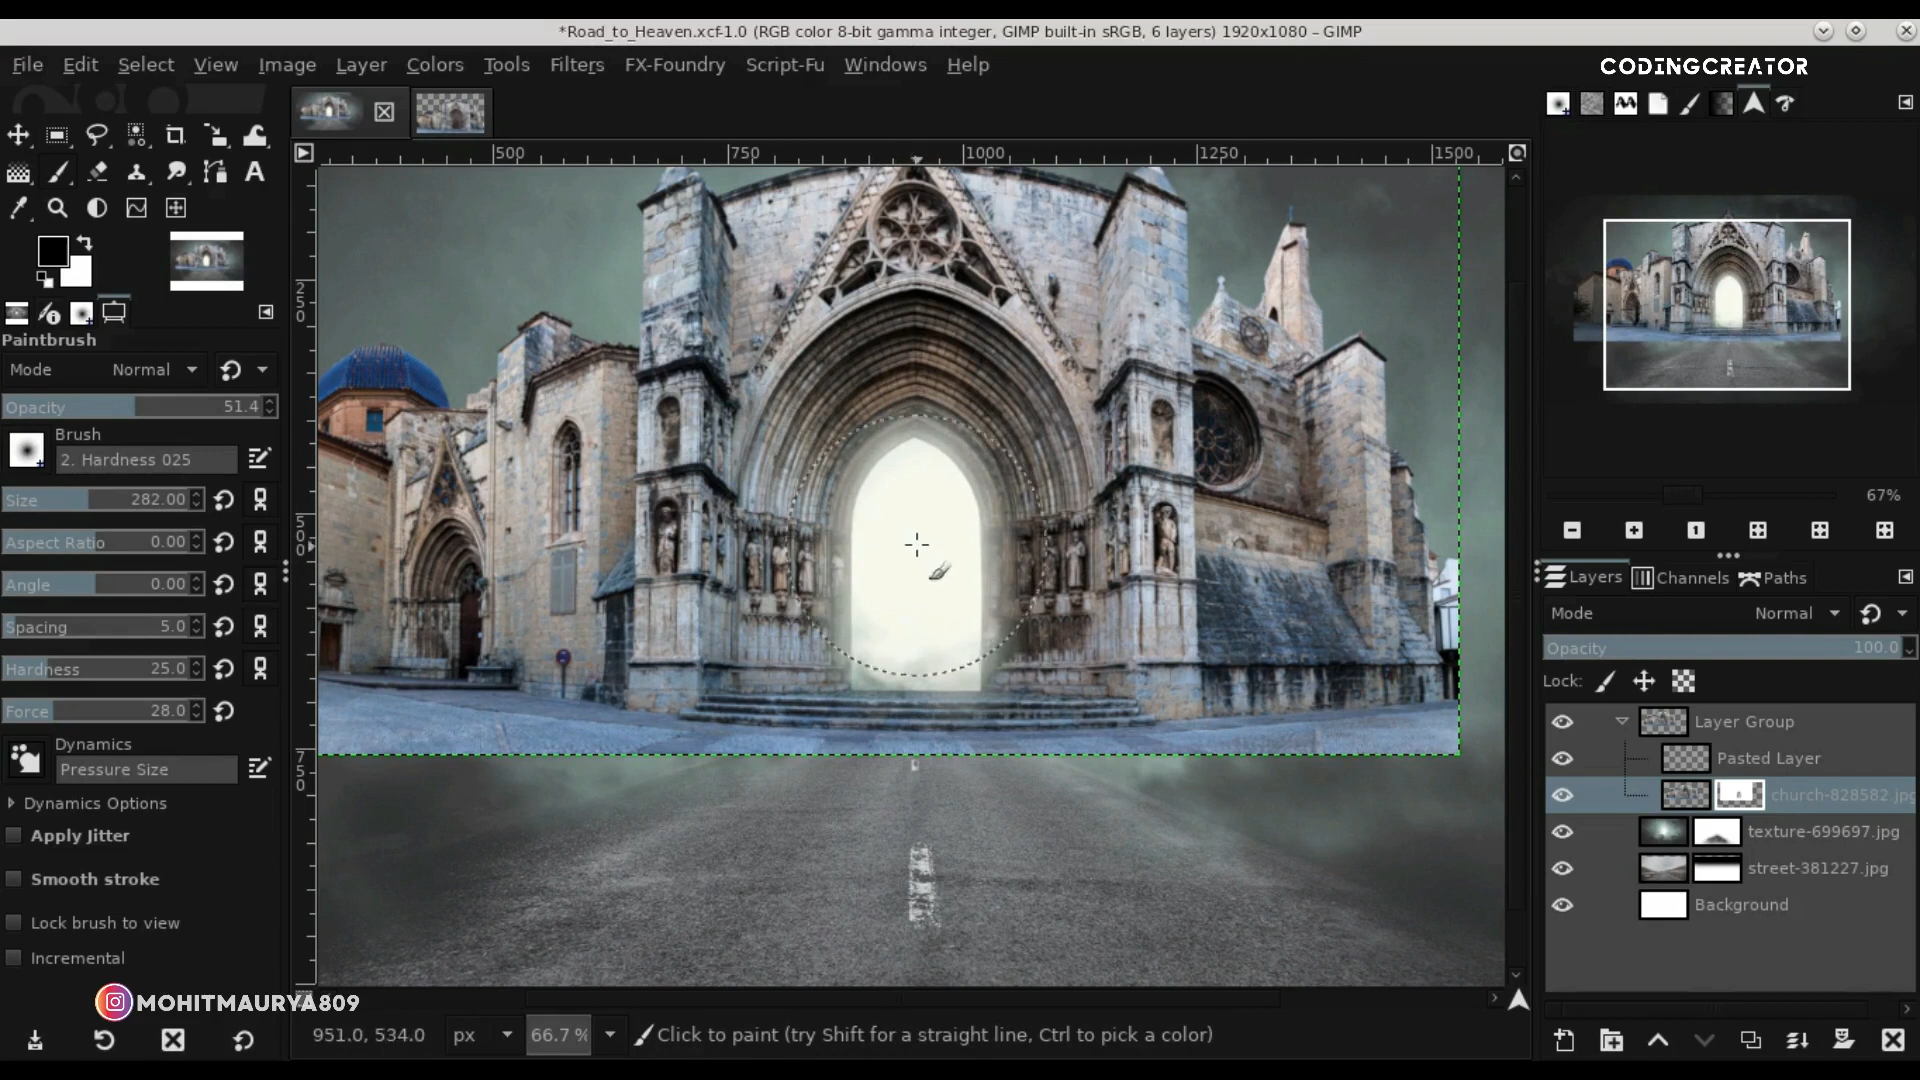 *Road_to_Heaven.xcf-1.0 (RGB color 8-bit gamma integer, GIMP built-in sRGB, 6 layers) 1920x1080 – GIMP
File Edit Select View Image Layer Colors Tools Filters FX-Foundry Script-Fu Windows Help
CODINGCREATOR
500 750 1000 1250 1500
250
500
750
Paintbrush
Mode Normal
Opacity 51.4
Brush
2. Hardness 025
Size 282.00
Aspect Ratio 0.00
Angle 0.00
Spacing 5.0
Hardness 25.0
Force 28.0
Dynamics
Pressure Size
Dynamics Options
Apply Jitter
Smooth stroke
Lock brush to view
Incremental
MOHITMAURYA809
951.0, 534.0 px 66.7 % Click to paint (try Shift for a straight line, Ctrl to pick a color)
67%
Layers Channels Paths
Mode Normal
Opacity 100.0
Lock:
Layer Group
Pasted Layer
church-828582.jpg
texture-699697.jpg
street-381227.jpg
Background